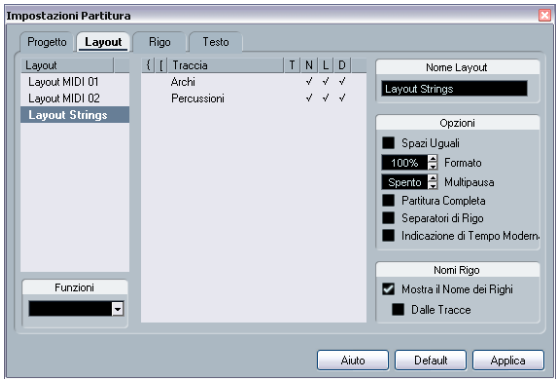 Impostazioni Partitura
Progetto Layout Rigo Testo
Layout
Layout MIDI 01
Layout MIDI 02
Layout Strings
Funzioni
{ [ Traccia T N L D
Archi √ √ √
Percussioni √ √ √
Nome Layout
Layout Strings
Opzioni
Spazi Uguali
100% Formato
Spento Multipausa
Partitura Completa
Separatori di Rigo
Indicazione di Tempo Modern
Nomi Rigo
Mostra il Nome dei Righi
Dalle Tracce
Aiuto Default Applica